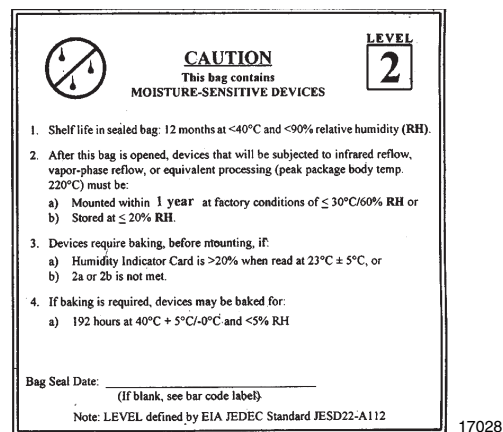 LEVEL
2
CAUTION
This bag contains
MOISTURE-SENSITIVE DEVICES
1. Shelf life in sealed bag: 12 months at <40°C and <90% relative humidity (RH).
2. After this bag is opened, devices that will be subjected to infrared reflow,
vapor-phase reflow, or equivalent processing (peak package body temp.
220°C) must be:
a) Mounted within 1 year at factory conditions of ≤ 30°C/60% RH or
b) Stored at ≤ 20% RH.
3. Devices require baking, before mounting, if:
a) Humidity Indicator Card is >20% when read at 23°C ± 5°C, or
b) 2a or 2b is not met.
4. If baking is required, devices may be baked for:
a) 192 hours at 40°C + 5°C/-0°C and <5% RH
Bag Seal Date:
(If blank, see bar code label)
Note: LEVEL defined by EIA JEDEC Standard JESD22-A112
17028